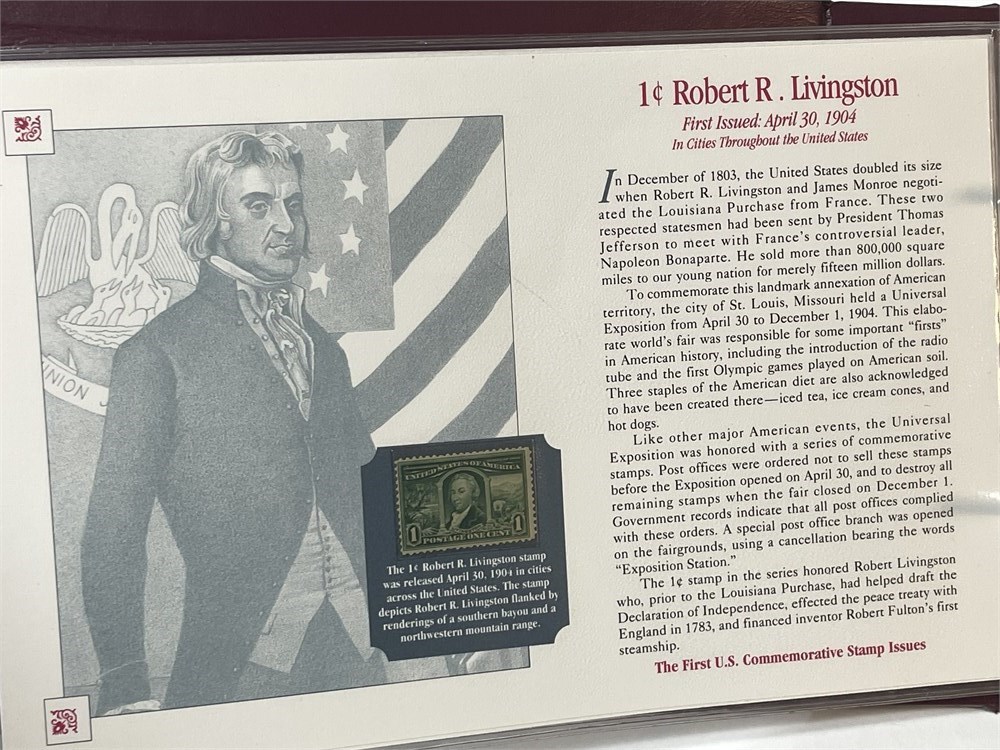 1¢ Robert R . Livingston
First Issued: April 30, 1904
In Cities Throughout the United States
In December of 1803, the United States doubled its size
when Robert R. Livingston and James Monroe negoti-
ated the Louisiana Purchase from France. These two
respected statesmen had been sent by President Thomas
Jefferson to meet with France's controversial leader,
Napoleon Bonaparte. He sold more than 800,000 square
miles to our young nation for merely fifteen million dollars.
To commemorate this landmark annexation of American
territory, the city of St. Louis, Missouri held a Universal
Exposition from April 30 to December 1, 1904. This elabo-
rate world's fair was responsible for some important “firsts”
in American history, including the introduction of the radio
tube and the first Olympic games played on American soil.
Three staples of the American diet are also acknowledged
to have been created there—iced tea, ice cream cones, and
hot dogs.
Like other major American events, the Universal
Exposition was honored with a series of commemorative
stamps. Post offices were ordered not to sell these stamps
before the Exposition opened on April 30, and to destroy all
remaining stamps when the fair closed on December 1.
Government records indicate that all post offices complied
with these orders. A special post office branch was opened
on the fairgrounds, using a cancellation bearing the words
“Exposition Station.”
The 1¢ stamp in the series honored Robert Livingston
who, prior to the Louisiana Purchase, had helped draft the
Declaration of Independence, effected the peace treaty with
England in 1783, and financed inventor Robert Fulton's first
steamship.
The First U.S. Commemorative Stamp Issues
NION J
UNITED STATES OF AMERICA
1 1
POSTAGE ONE CENT
The 1¢ Robert R. Livingston stamp
was released April 30, 1904 in cities
across the United States. The stamp
depicts Robert R. Livingston flanked by
renderings of a southern bayou and a
northwestern mountain range.